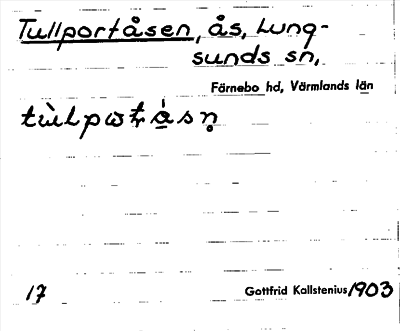 Tullportåsen, ås, Lung-
sunds sn,
Färnebo hd, Värmlands län
17
Gottfrid Kallstenius 1903